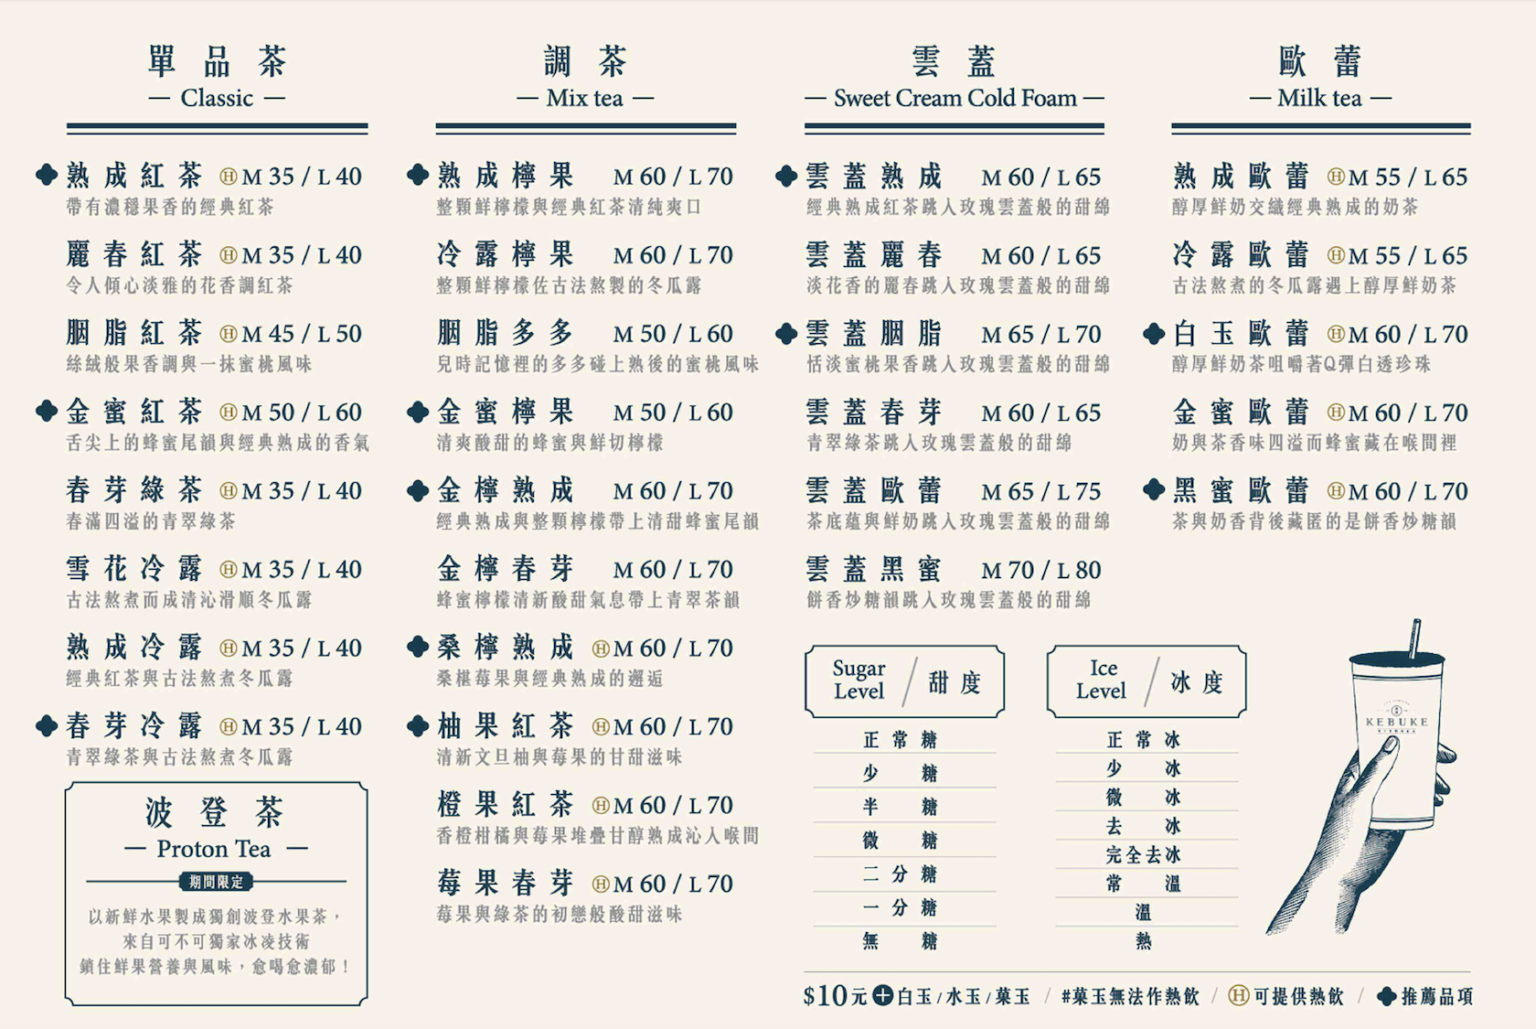 單品茶
— Classic —
熟成紅茶 Ⓗ M 35 / L 40
帶有濃穩果香的經典紅茶
麗春紅茶 Ⓗ M 35 / L 40
令人傾心淡雅的花香調紅茶
胭脂紅茶 Ⓗ M 45 / L 50
絲絨般果香調與一抹蜜桃風味
金蜜紅茶 Ⓗ M 50 / L 60
舌尖上的蜂蜜尾韻與經典熟成的香氣
春芽綠茶 Ⓗ M 35 / L 40
春滿四溢的青翠綠茶
雪花冷露 Ⓗ M 35 / L 40
古法熬煮而成清沁滑順冬瓜露
熟成冷露 Ⓗ M 35 / L 40
經典紅茶與古法熬煮冬瓜露
春芽冷露 Ⓗ M 35 / L 40
青翠綠茶與古法熬煮冬瓜露
波登茶
— Proton Tea —
期間限定
以新鮮水果製成獨創波登水果茶，
來自可不可獨家冰凌技術
鎖住鮮果營養與風味，愈喝愈濃郁！
調茶
— Mix tea —
熟成檸果 M 60 / L 70
整顆鮮檸檬與經典紅茶清純爽口
冷露檸果 M 60 / L 70
整顆鮮檸檬佐古法熬製的冬瓜露
胭脂多多 M 50 / L 60
兒時記憶裡的多多碰上熟後的蜜桃風味
金蜜檸果 M 50 / L 60
清爽酸甜的蜂蜜與鮮切檸檬
金檸熟成 M 60 / L 70
經典熟成與整顆檸檬帶上清甜蜂蜜尾韻
金檸春芽 M 60 / L 70
蜂蜜檸檬清新酸甜氣息帶上青翠茶韻
桑檸熟成 Ⓗ M 60 / L 70
桑椹莓果與經典熟成的邂逅
柚果紅茶 Ⓗ M 60 / L 70
清新文旦柚與莓果的甘甜滋味
橙果紅茶 Ⓗ M 60 / L 70
香橙柑橘與莓果堆疊甘醇熟成沁人喉間
莓果春芽 Ⓗ M 60 / L 70
莓果與綠茶的初戀般酸甜滋味
雲蓋
— Sweet Cream Cold Foam —
雲蓋熟成 M 60 / L 65
經典熟成紅茶跳入玫瑰雲蓋般的甜綿
雲蓋麗春 M 60 / L 65
淡花香的麗春跳入玫瑰雲蓋般的甜綿
雲蓋胭脂 M 65 / L 70
恬淡蜜桃果香跳入玫瑰雲蓋般的甜綿
雲蓋春芽 M 60 / L 65
青翠綠茶跳入玫瑰雲蓋般的甜綿
雲蓋歐蕾 M 65 / L 75
茶底蘊與鮮奶跳入玫瑰雲蓋般的甜綿
雲蓋黑蜜 M 70 / L 80
餅香炒糖韻跳入玫瑰雲蓋般的甜綿
歐蕾
— Milk tea —
熟成歐蕾 Ⓗ M 55 / L 65
醇厚鮮奶交織經典熟成的奶茶
冷露歐蕾 Ⓗ M 55 / L 65
古法熬煮的冬瓜露遇上醇厚鮮奶茶
白玉歐蕾 Ⓗ M 60 / L 70
醇厚鮮奶茶咀嚼著Q彈白透珍珠
金蜜歐蕾 Ⓗ M 60 / L 70
奶與茶香味四溢而蜂蜜藏在喉間裡
黑蜜歐蕾 Ⓗ M 60 / L 70
茶與奶香背後藏匿的是餅香炒糖韻
Sugar Level / 甜度
正常糖
少糖
半糖
微糖
二分糖
一分糖
無糖
Ice Level / 冰度
正常冰
少冰
微冰
去冰
完全去冰
常溫
溫
熱
KEBUKE
$10元 ⊕ 白玉 / 水玉 / 菓玉 / #菓玉無法作熱飲 / Ⓗ 可提供熱飲 / 推薦品項